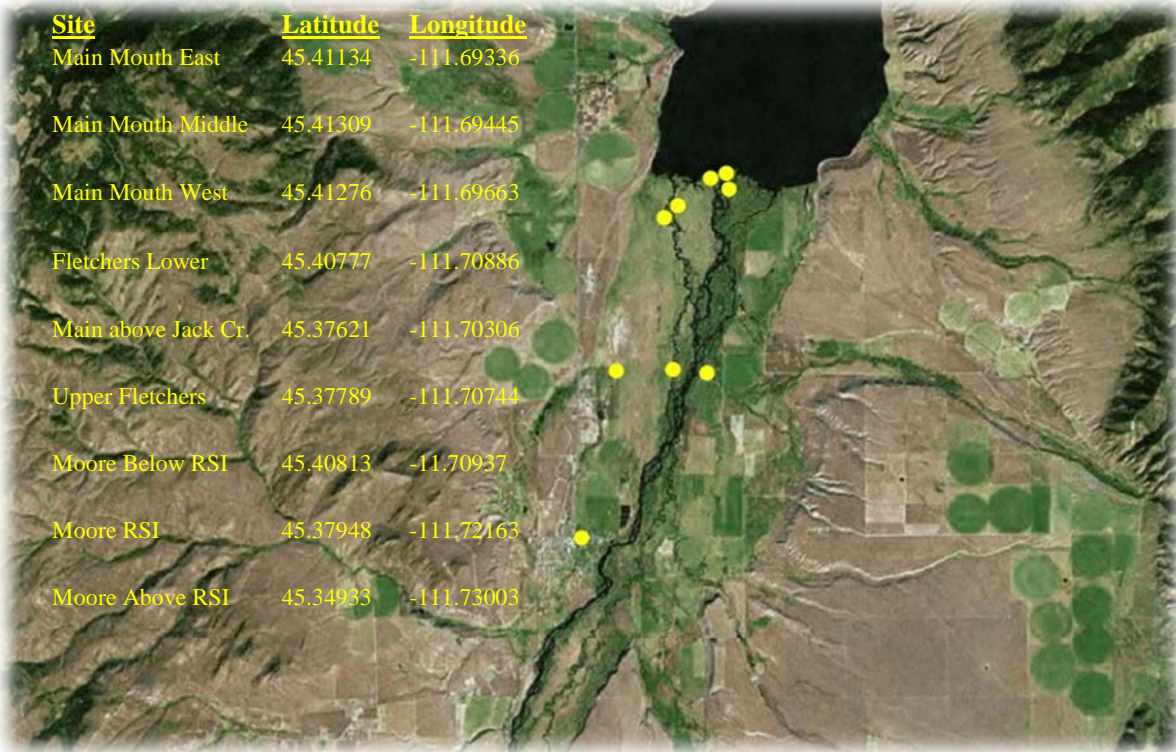 Site Latitude Longitude
Main Mouth East 45.41134 -111.69336
Main Mouth Middle 45.41309 -111.69445
Main Mouth West 45.41276 -111.69663
Fletchers Lower 45.40777 -111.70886
Main above Jack Cr. 45.37621 -111.70306
Upper Fletchers 45.37789 -111.70744
Moore Below RSI 45.40813 -11.70937
Moore RSI 45.37948 -111.72163
Moore Above RSI 45.34933 -111.73003